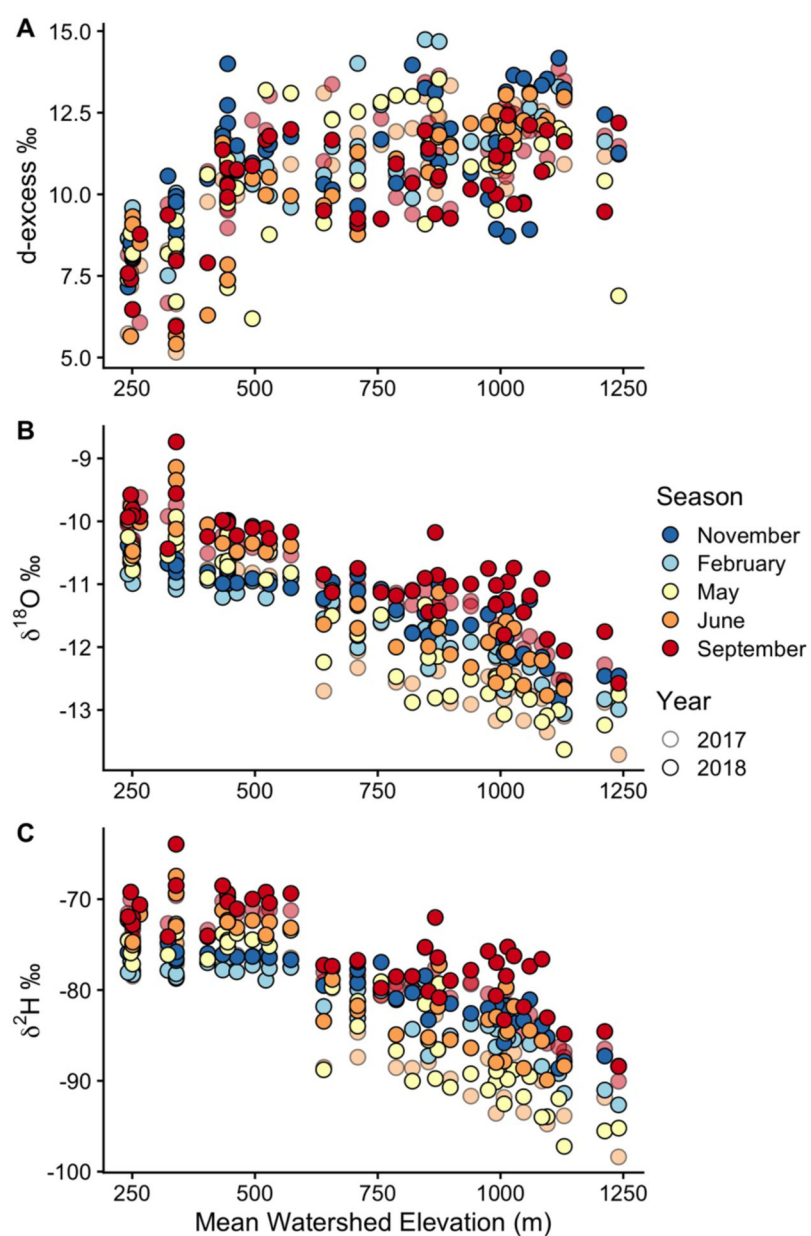 A
15.0
12.5
10.0
7.5
5.0
d-excess ‰
250 500 750 1000 1250
B
-9
-10
-11
-12
-13
δ18O ‰
250 500 750 1000 1250
Season
November
February
May
June
September
Year
2017
2018
C
-70
-80
-90
-100
δ2H ‰
250 500 750 1000 1250
Mean Watershed Elevation (m)